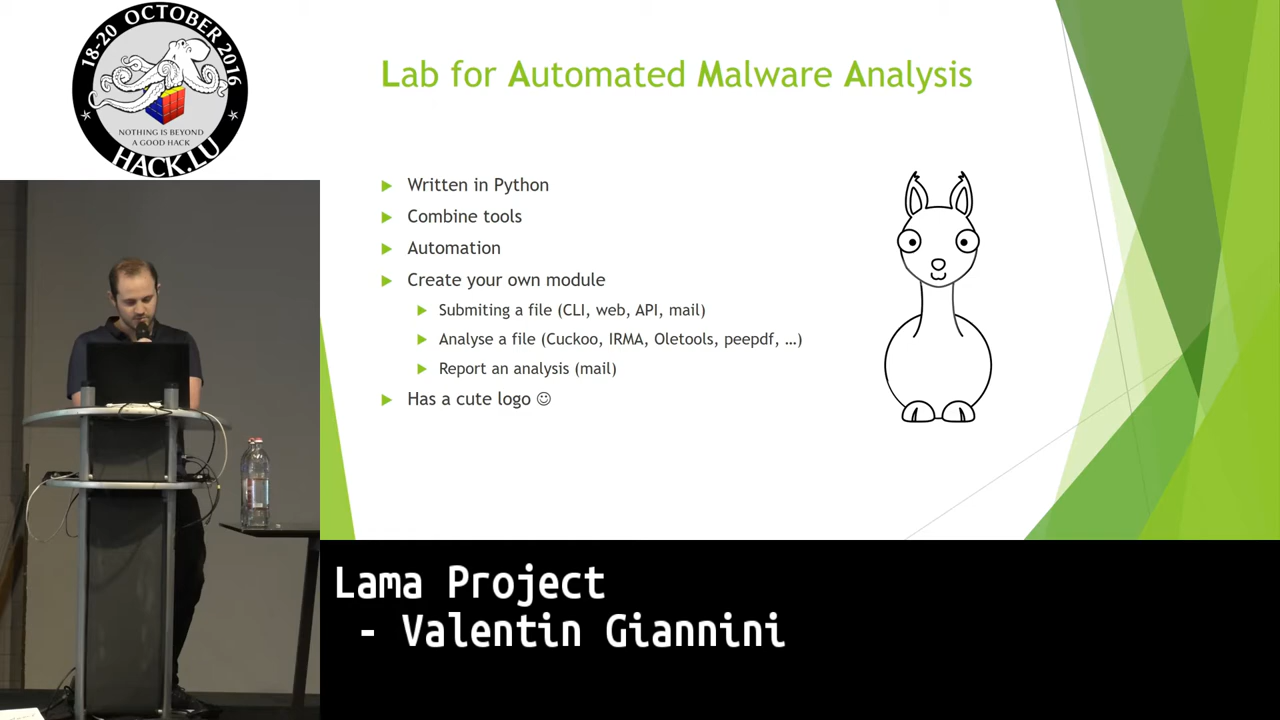 18-20 OCTOBER 2016
NOTHING IS BEYOND
A GOOD HACK
HACK.LU
Lab for Automated Malware Analysis
Written in Python
Combine tools
Automation
Create your own module
Submiting a file (CLI, web, API, mail)
Analyse a file (Cuckoo, IRMA, Oletools, peepdf, ...)
Report an analysis (mail)
Has a cute logo ☺
Lama Project
- Valentin Giannini